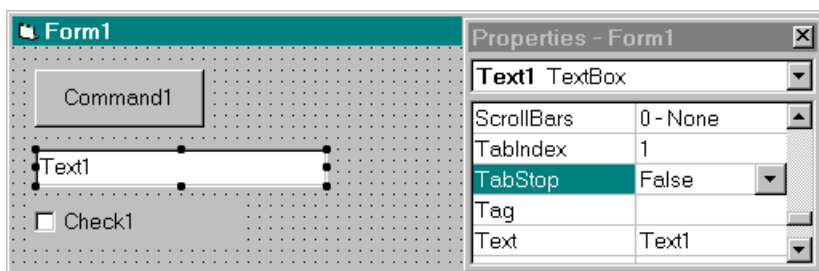 Form1
Command1
Text1
Check1
Properties - Form1
Text1 TextBox
ScrollBars 0 - None
TabIndex 1
TabStop False
Tag
Text Text1